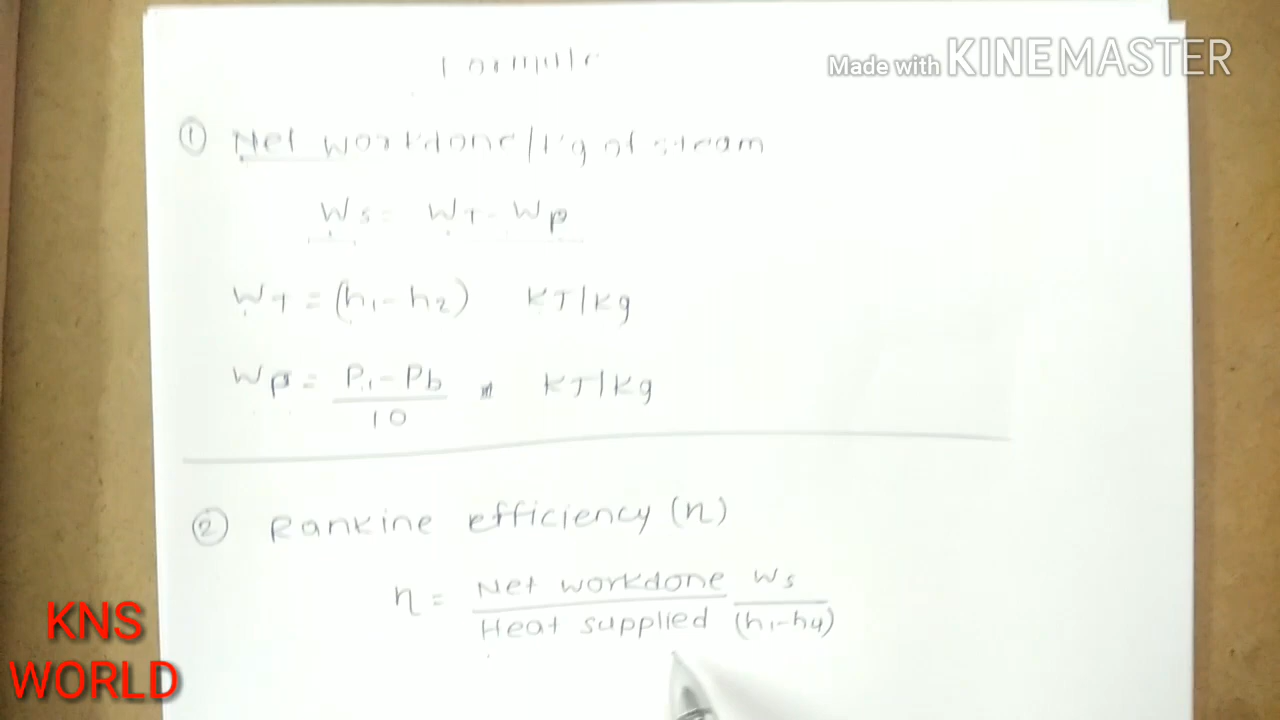 Formula
Made with KINEMASTER
① Net workdone/kg of steam
Ws = WT - Wp
WT = (h1 - h2) KJ/kg
Wp = P1 - Pb / 10 KJ/kg
② Rankine efficiency (η)
η = Net workdone / Heat supplied Ws / (h1-h4)
KNS
WORLD